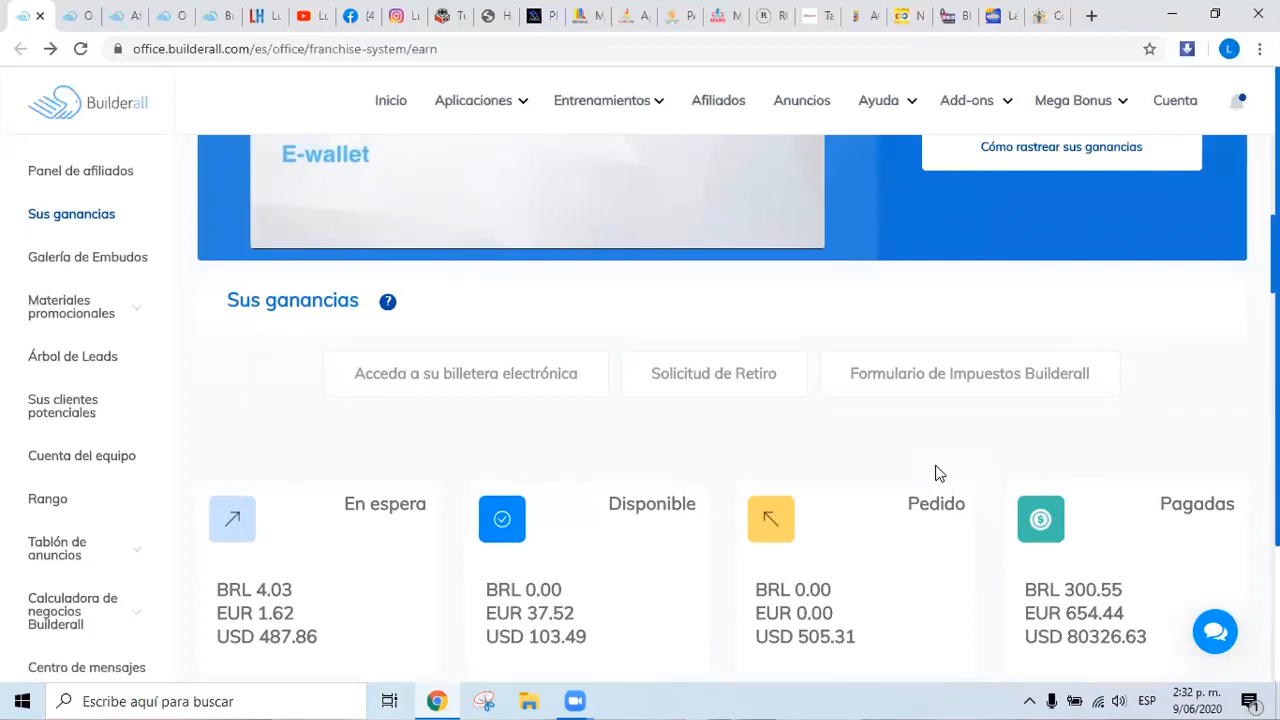 office.builderall.com/es/office/franchise-system/earn
L
Builderall
Inicio
Aplicaciones
Entrenamientos
Afiliados
Anuncios
Ayuda
Add-ons
Mega Bonus
Cuenta
E-wallet
Cómo rastrear sus ganancias
Panel de afiliados
Sus ganancias
Galería de Embudos
Materiales
promocionales
Árbol de Leads
Sus clientes
potenciales
Cuenta del equipo
Rango
Tablón de
anuncios
Calculadora de
negocios
Builderall
Centro de mensajes
Sus ganancias ?
Acceda a su billetera electrónica
Solicitud de Retiro
Formulario de Impuestos Builderall
En espera
BRL 4.03
EUR 1.62
USD 487.86
Disponible
BRL 0.00
EUR 37.52
USD 103.49
Pedido
BRL 0.00
EUR 0.00
USD 505.31
Pagadas
BRL 300.55
EUR 654.44
USD 80326.63
Escribe aquí para buscar
ESP
2:32 p. m.
9/06/2020